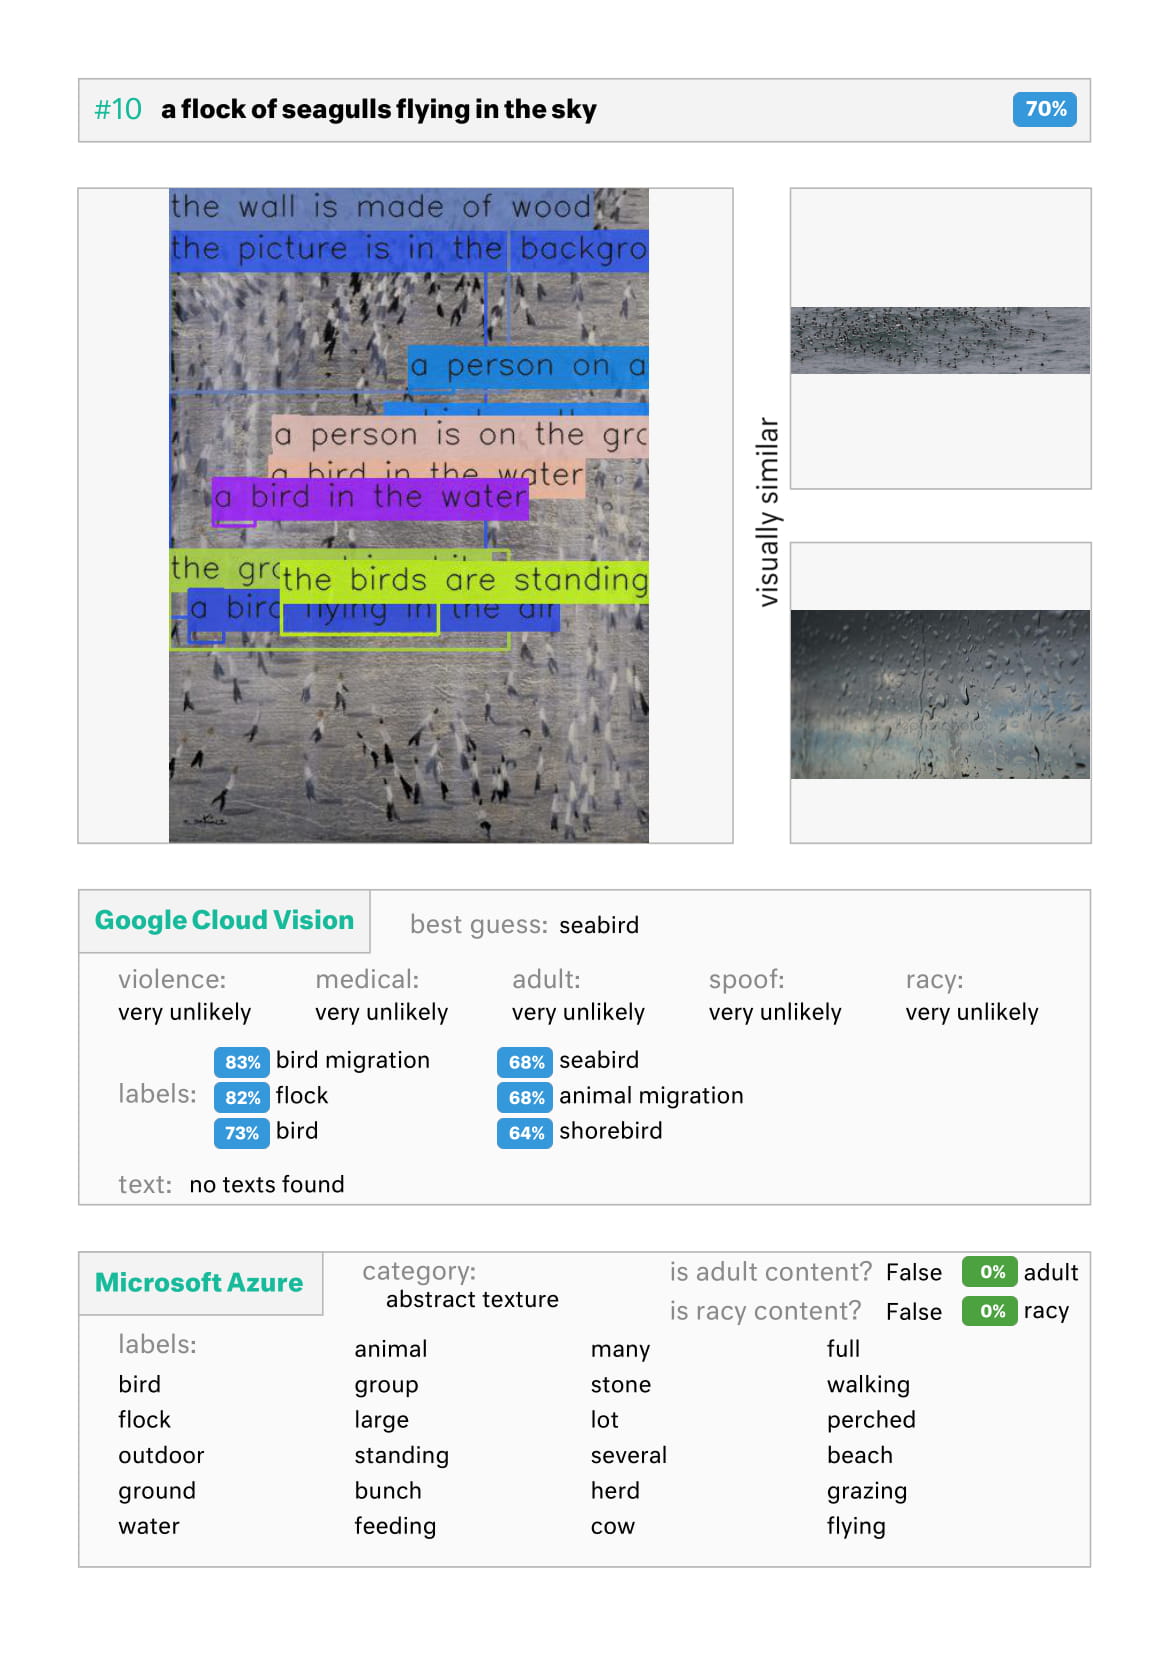 #10 a flock of seagulls flying in the sky 70%
the wall is made of wood
the picture is in the backgro
a person on a
a person is on the grc
a bird in the water
a bird in the water
the grc
the birds are standing
a birc flying in the air
visually similar
Google Cloud Vision
best guess: seabird
violence: medical: adult: spoof: racy:
very unlikely very unlikely very unlikely very unlikely very unlikely
83% bird migration 68% seabird
labels: 82% flock 68% animal migration
73% bird 64% shorebird
text: no texts found
Microsoft Azure
category:
abstract texture
is adult content? False 0% adult
is racy content? False 0% racy
labels: animal many full
bird group stone walking
flock large lot perched
outdoor standing several beach
ground bunch herd grazing
water feeding cow flying